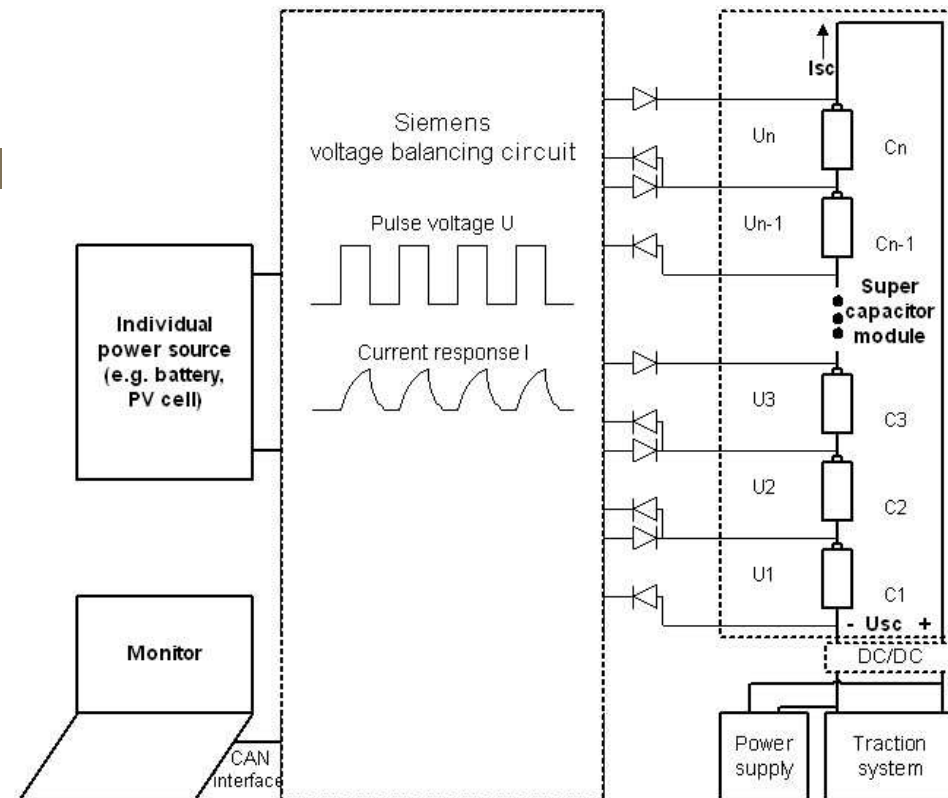 Isc
Siemens
voltage balancing circuit
Un
Cn
Pulse voltage U
Un-1
Cn-1
Super
capacitor
module
Individual
power source
(e.g. battery,
PV cell)
Current response I
U3
C3
U2
C2
U1
C1
- Usc +
Monitor
DC/DC
CAN
interface
Power
supply
Traction
system